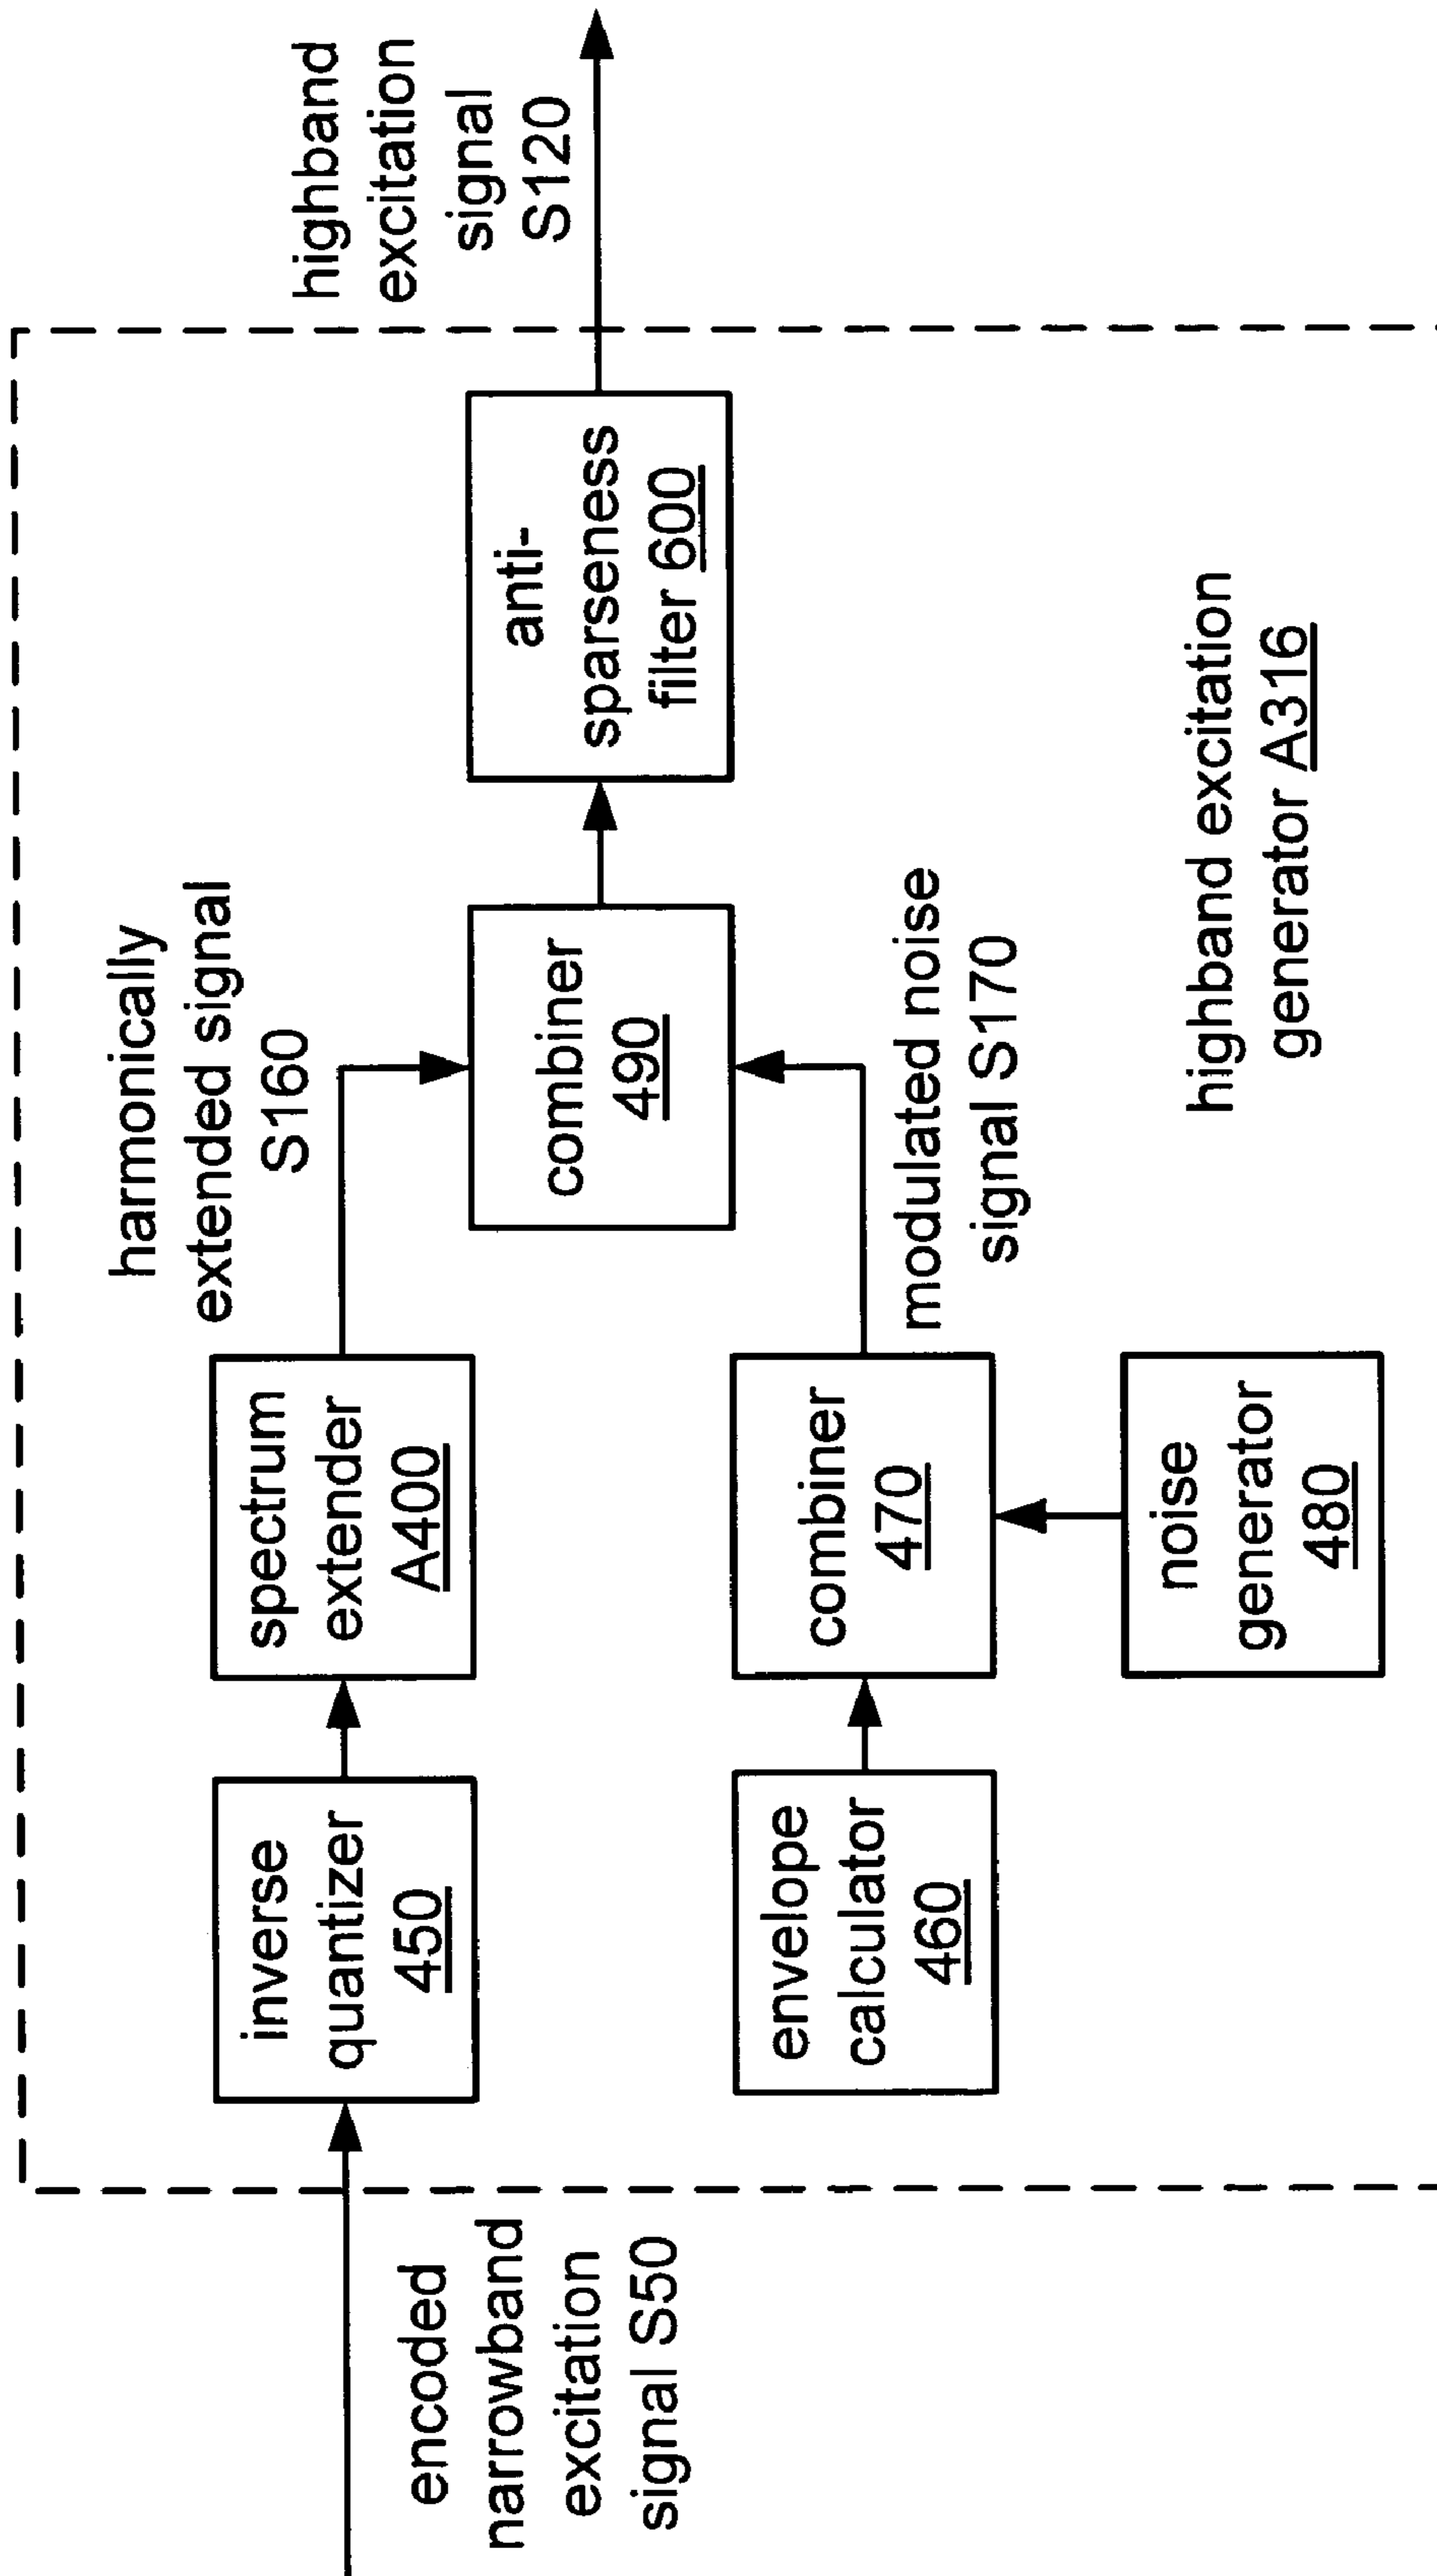 encoded
narrowband
excitation
signal S50
inverse
quantizer
450
spectrum
extender
A400
harmonically
extended signal
S160
envelope
calculator
460
combiner
470
noise
generator
480
modulated noise
signal S170
combiner
490
anti-
sparseness
filter 600
highband
excitation
signal
S120
highband excitation
generator A316